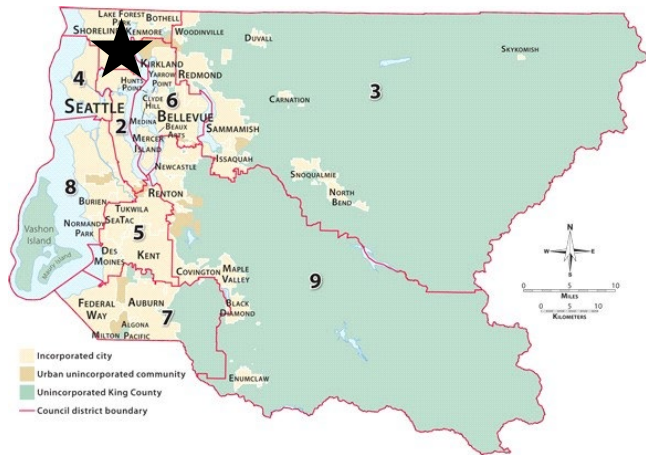 LAKE FOREST
PARK
BOTHELL
SHORELINE
KENMORE
WOODINVILLE
DUVALL
SKYKOMISH
KIRKLAND
4
HUNTS
POINT
YARROW
POINT
REDMOND
3
CLYDE
HILL
6
CARNATION
SEATTLE
2
MEDINA
BELLEVUE
BEAUX
ARTS
SAMMAMISH
MERCER
ISLAND
ISSAQUAH
NEWCASTLE
SNOQUALMIE
8
RENTON
NORTH
BEND
BURIEN
TUKWILA
Vashon
Island
NORMANDY
PARK
SEATAC
5
Maury Island
DES
MOINES
KENT
COVINGTON
MAPLE
VALLEY
9
FEDERAL
WAY
AUBURN
BLACK
DIAMOND
7
ALGONA
MILTON
PACIFIC
ENUMCLAW
N
W
E
S
10 5 0 10
MILES
10 5 0 10
KILOMETERS
Incorporated city
Urban unincorporated community
Unincorporated King County
Council district boundary